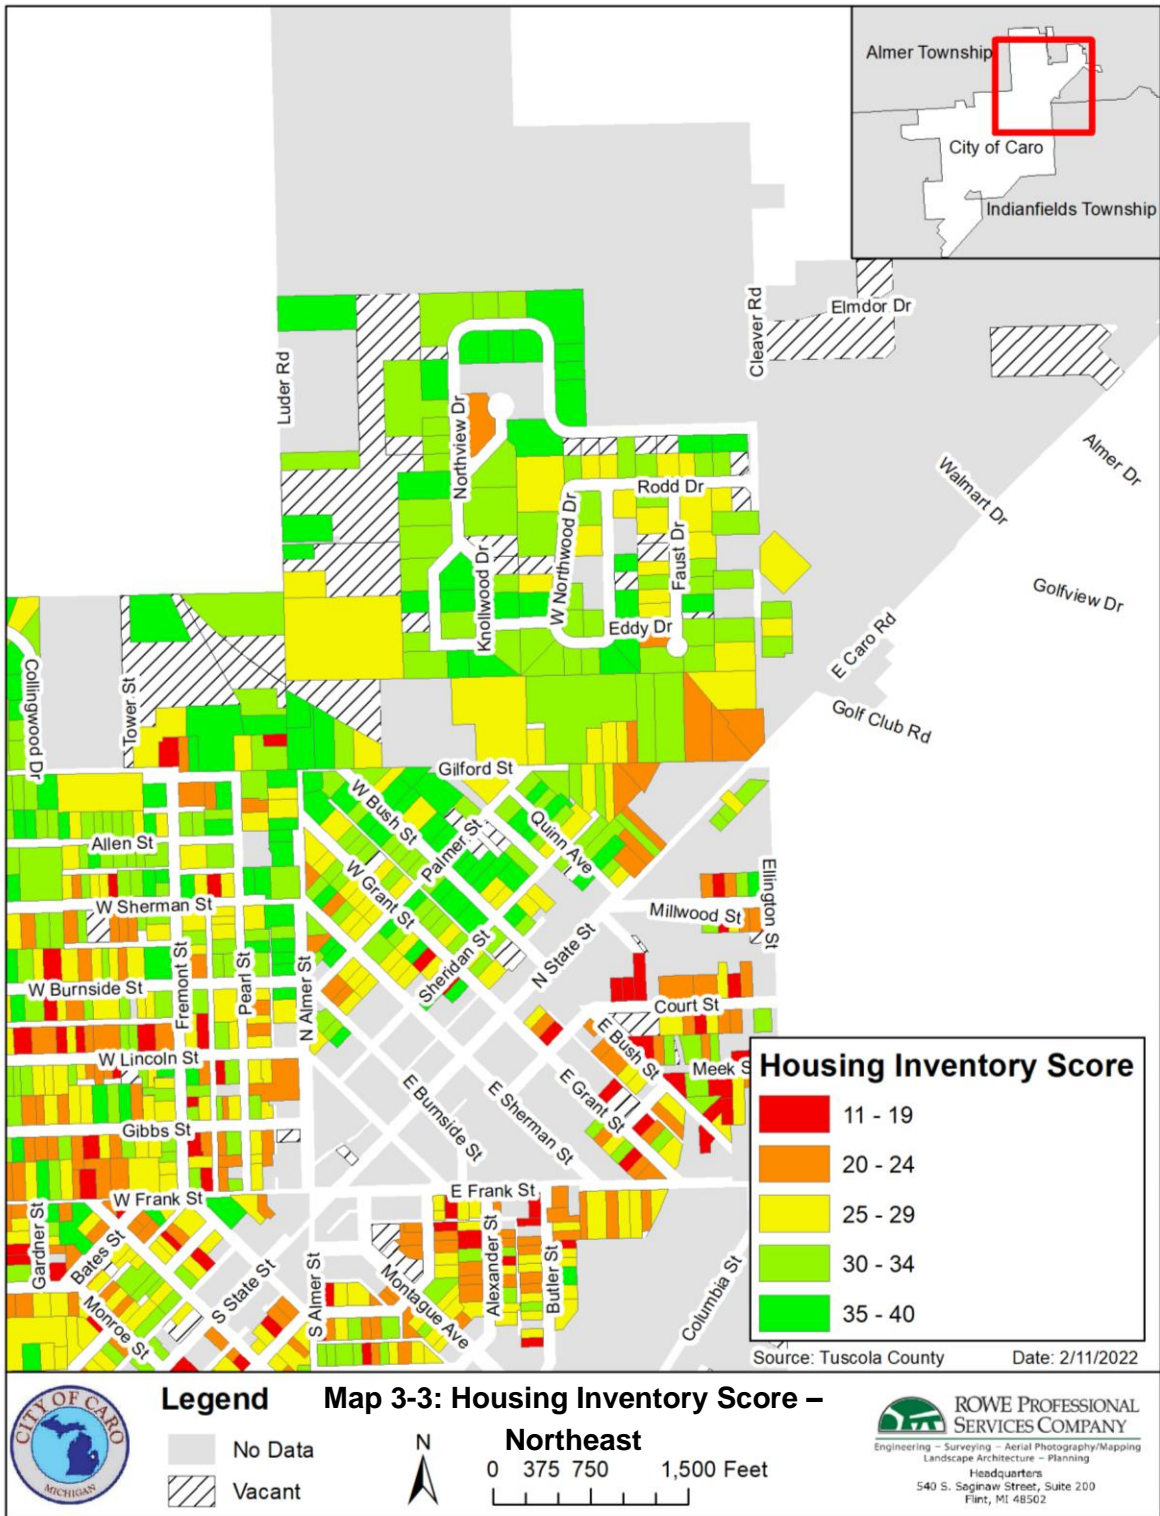 Almer Township
City of Caro
Indianfields Township
Elmdor Dr
Cleaver Rd
Luder Rd
Northview Dr
Almer Dr
Walmart Dr
Rodd Dr
W Northwood Dr
Faust Dr
Knollwood Dr
Golfview Dr
Eddy Dr
E Caro Rd
Collingwood Dr
Tower St
Golf Club Rd
Gilford St
W Bush St
Quinn Ave
Palmer St
Allen St
W Grant St
Ellington St
W Sherman St
Millwood St
Fremont St
Pearl St
N Almer St
Sheridan St
N State St
W Burnside St
Court St
E Bush St
W Lincoln St
Meek S
E Grant St
E Burnside St
E Sherman St
Gibbs St
W Frank St
E Frank St
Gardner St
Bates St
Alexander St
Butler St
S State St
S Almer St
Montague Ave
Columbia St
Monroe St
Housing Inventory Score
11 - 19
20 - 24
25 - 29
30 - 34
35 - 40
Source: Tuscola County
Date: 2/11/2022
CITY OF CARO
MICHIGAN
Legend
No Data
Vacant
Map 3-3: Housing Inventory Score –
Northeast
N
0 375 750 1,500 Feet
ROWE PROFESSIONAL
SERVICES COMPANY
Engineering – Surveying – Aerial Photography/Mapping
Landscape Architecture – Planning
Headquarters
540 S. Saginaw Street, Suite 200
Flint, MI 48502